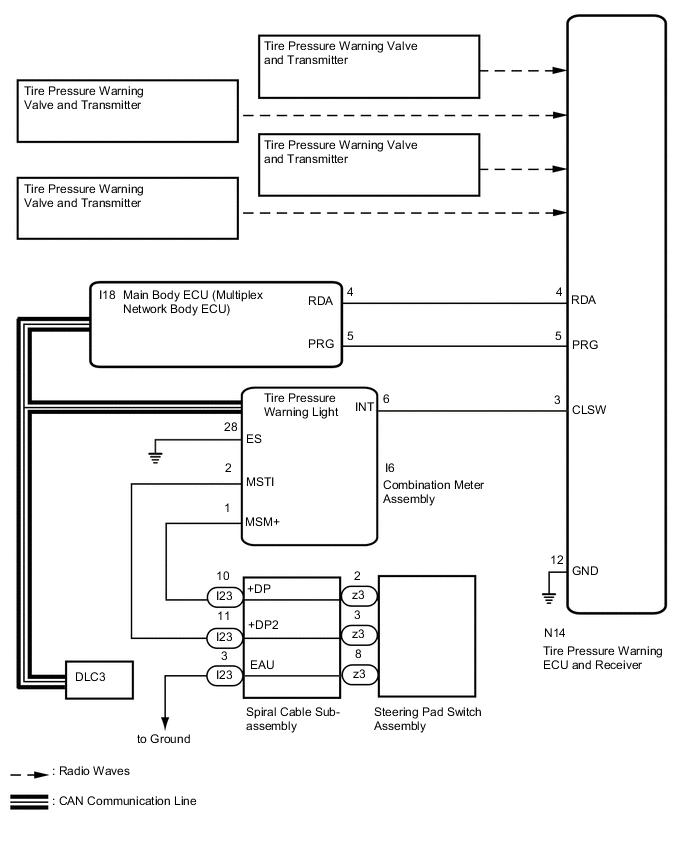 Tire Pressure Warning Valve
and Transmitter
Tire Pressure Warning
Valve and Transmitter
Tire Pressure Warning Valve
and Transmitter
Tire Pressure Warning
Valve and Transmitter
I18 Main Body ECU (Multiplex
Network Body ECU)
RDA
4
4
RDA
PRG
5
5
PRG
Tire Pressure
Warning Light
INT
6
3
CLSW
28
ES
2
MSTI
1
MSM+
I6
Combination Meter
Assembly
12
GND
N14
Tire Pressure Warning
ECU and Receiver
10
I23
+DP
2
z3
11
I23
+DP2
3
z3
3
I23
EAU
8
z3
DLC3
Spiral Cable Sub-
assembly
Steering Pad Switch
Assembly
to Ground
: Radio Waves
: CAN Communication Line